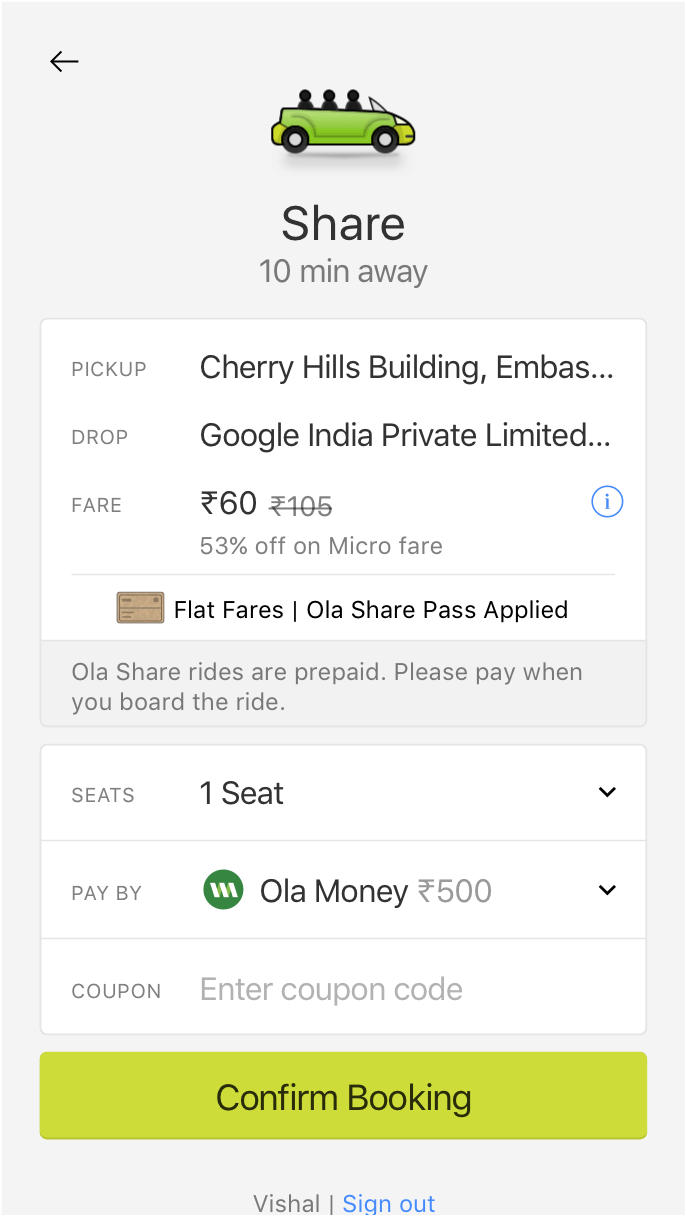 Share
10 min away
PICKUP Cherry Hills Building, Embas...
DROP Google India Private Limited...
FARE ₹60 ₹105
53% off on Micro fare
Flat Fares | Ola Share Pass Applied
Ola Share rides are prepaid. Please pay when
you board the ride.
SEATS 1 Seat
PAY BY Ola Money ₹500
COUPON Enter coupon code
Confirm Booking
Vishal | Sign out